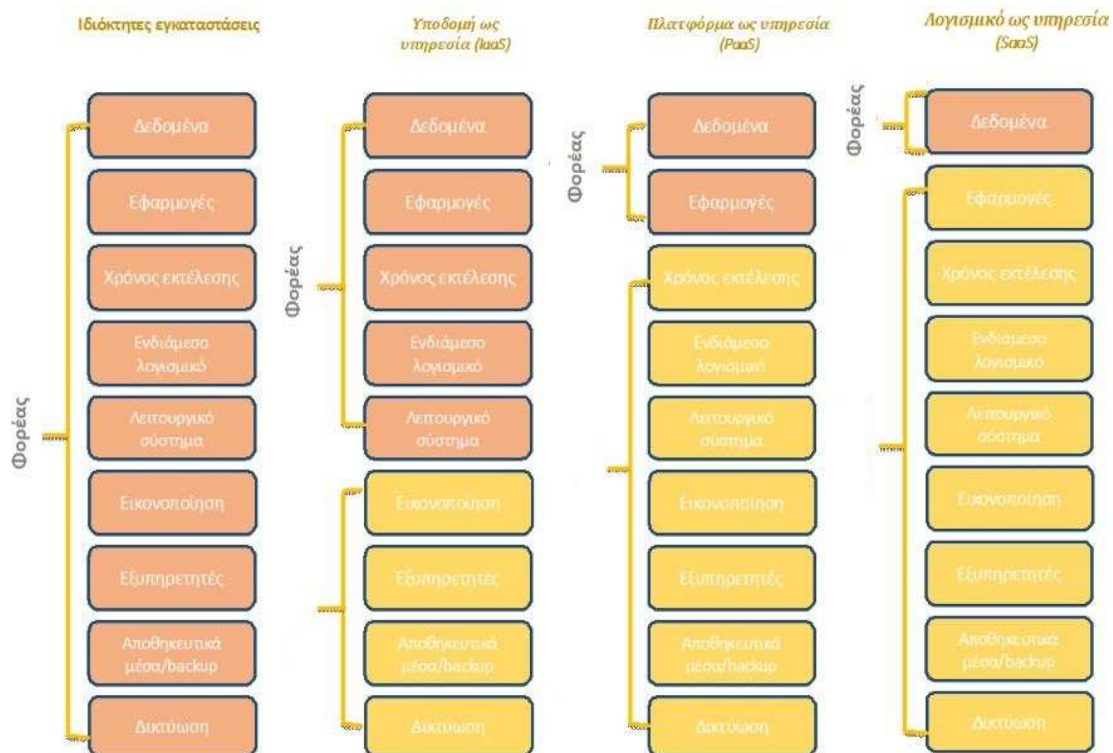 Ιδιόκτητες εγκαταστάσεις
Υποδομή ως
υπηρεσία (IaaS)
Πλατφόρμα ως υπηρεσία
(PaaS)
Λογισμικό ως υπηρεσία
(SaaS)
Φορέας
Δεδομένα
Εφαρμογές
Χρόνος εκτέλεσης
Ενδιάμεσο
λογισμικό
Λειτουργικό
σύστημα
Εικονοποίηση
Εξυπηρετητές
Αποθηκευτικά
μέσα/backup
Δικτύωση
Φορέας
Δεδομένα
Εφαρμογές
Χρόνος εκτέλεσης
Ενδιάμεσο
λογισμικό
Λειτουργικό
σύστημα
Εικονοποίηση
Εξυπηρετητές
Αποθηκευτικά
μέσα/backup
Δικτύωση
Φορέας
Δεδομένα
Εφαρμογές
Χρόνος εκτέλεσης
Ενδιάμεσο
λογισμικό
Λειτουργικό
σύστημα
Εικονοποίηση
Εξυπηρετητές
Αποθηκευτικά
μέσα/backup
Δικτύωση
Φορέας
Δεδομένα
Εφαρμογές
Χρόνος εκτέλεσης
Ενδιάμεσο
λογισμικό
Λειτουργικό
σύστημα
Εικονοποίηση
Εξυπηρετητές
Αποθηκευτικά
μέσα/backup
Δικτύωση